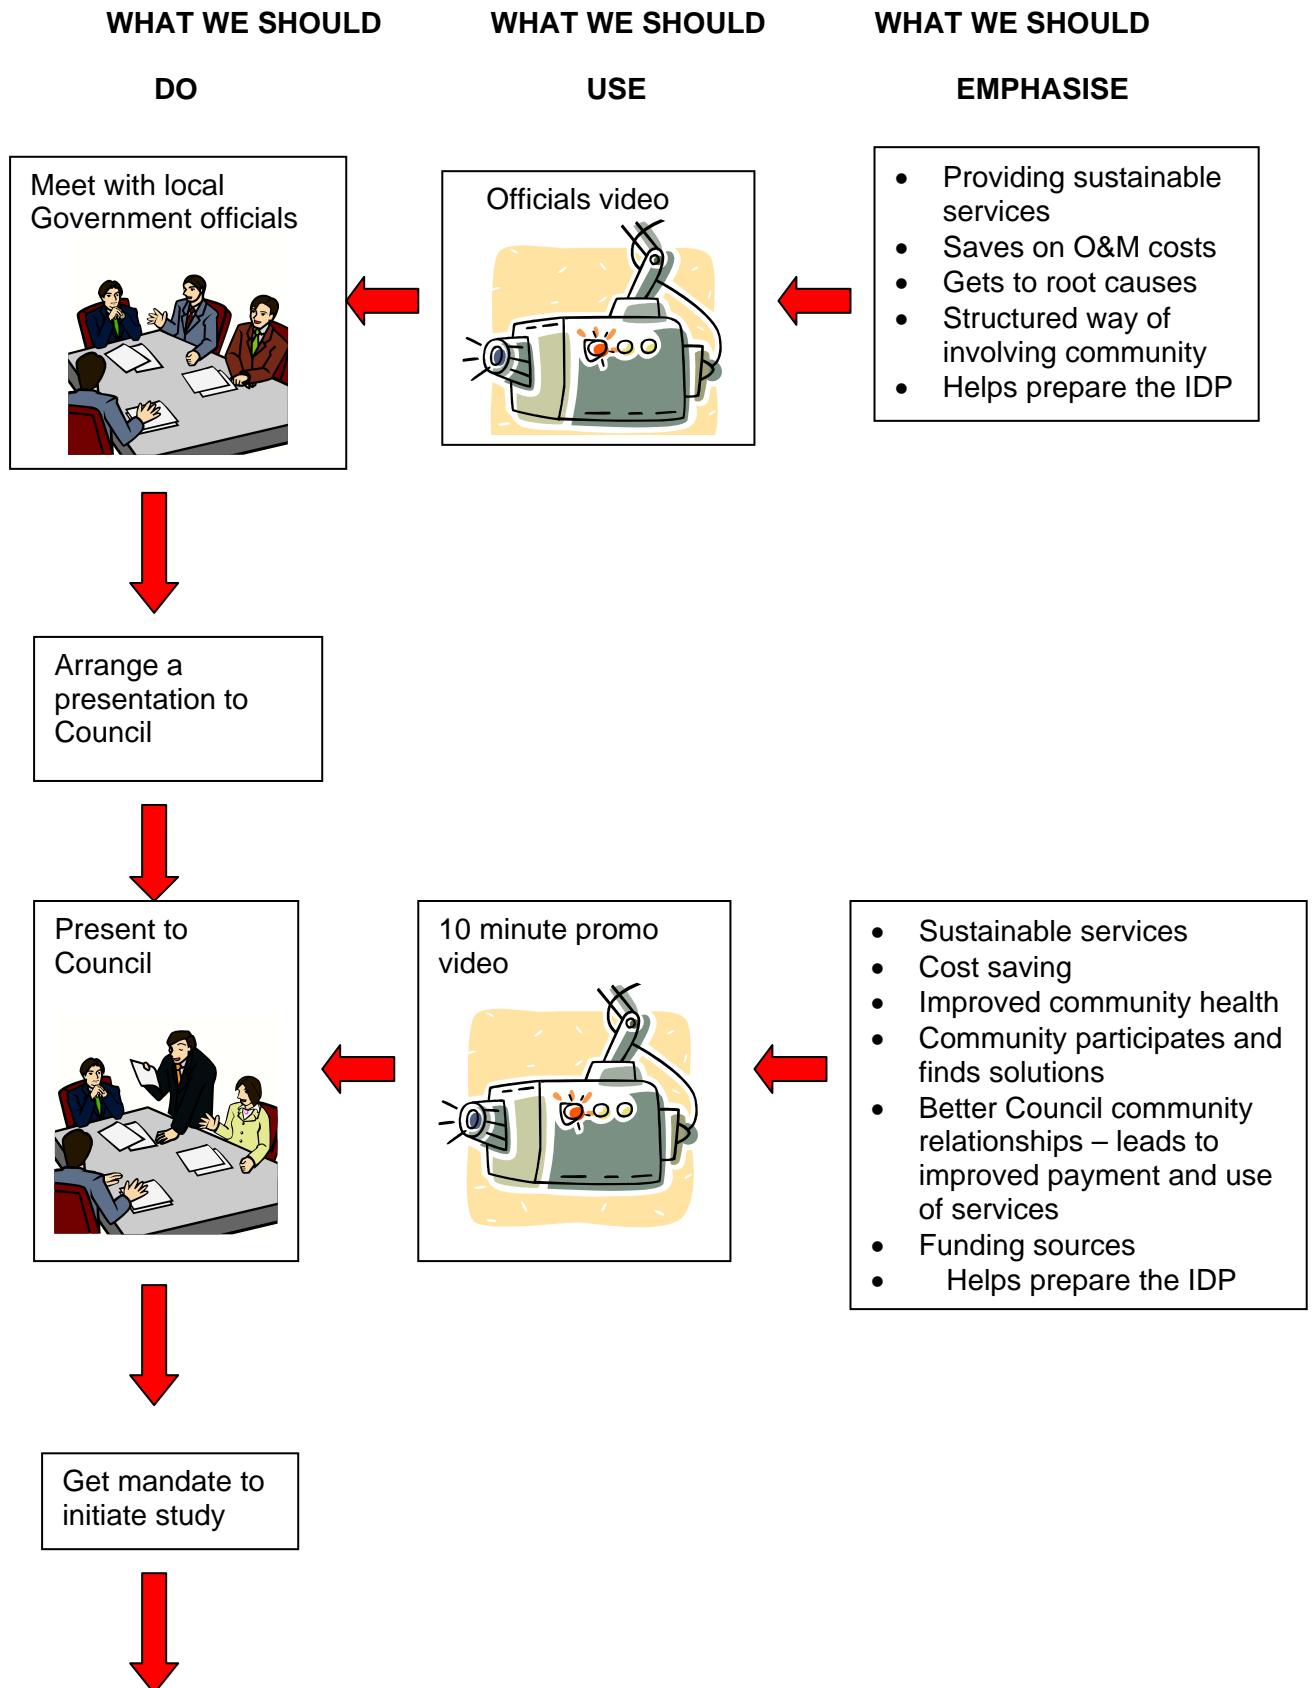 WHAT WE SHOULD
DO
WHAT WE SHOULD
USE
WHAT WE SHOULD
EMPHASISE
Meet with local
Government officials
Officials video
• Providing sustainable
services
• Saves on O&M costs
• Gets to root causes
• Structured way of
involving community
• Helps prepare the IDP
Arrange a
presentation to
Council
Present to
Council
10 minute promo
video
• Sustainable services
• Cost saving
• Improved community health
• Community participates and
finds solutions
• Better Council community
relationships – leads to
improved payment and use
of services
• Funding sources
• Helps prepare the IDP
Get mandate to
initiate study